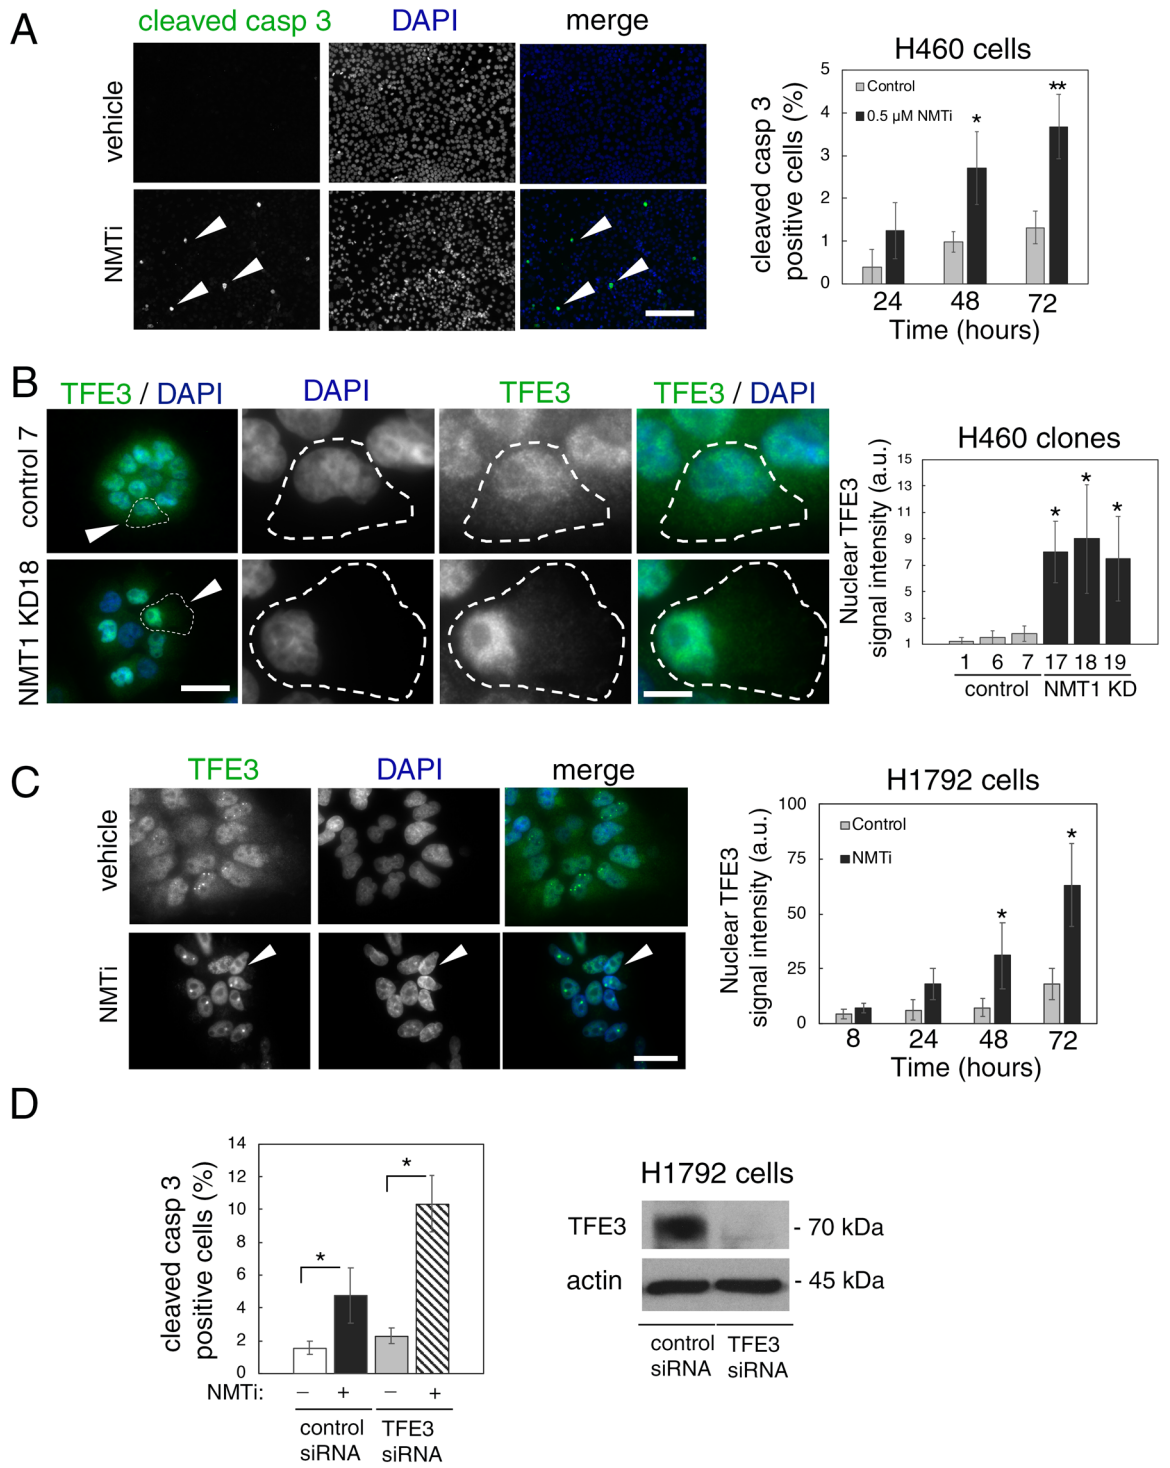 A
cleaved casp 3 DAPI merge
vehicle
NMTi
H460 cells
cleaved casp 3
positive cells (%)
5
4
3
2
1
0
Control
0.5 µM NMTi
*
**
24 48 72
Time (hours)
B
TFE3 / DAPI DAPI TFE3 TFE3 / DAPI
control 7
NMT1 KD18
H460 clones
Nuclear TFE3
signal intensity (a.u.)
15
13
11
9
7
5
3
1
* * *
1 6 7 17 18 19
control NMT1 KD
C
TFE3 DAPI merge
vehicle
NMTi
H1792 cells
Nuclear TFE3
signal intensity (a.u.)
100
75
50
25
0
Control
NMTi
*
*
8 24 48 72
Time (hours)
D
cleaved casp 3
positive cells (%)
14
12
10
8
6
4
2
0
*
*
NMTi: – + – +
control TFE3
siRNA siRNA
H1792 cells
TFE3 - 70 kDa
actin - 45 kDa
control TFE3
siRNA siRNA